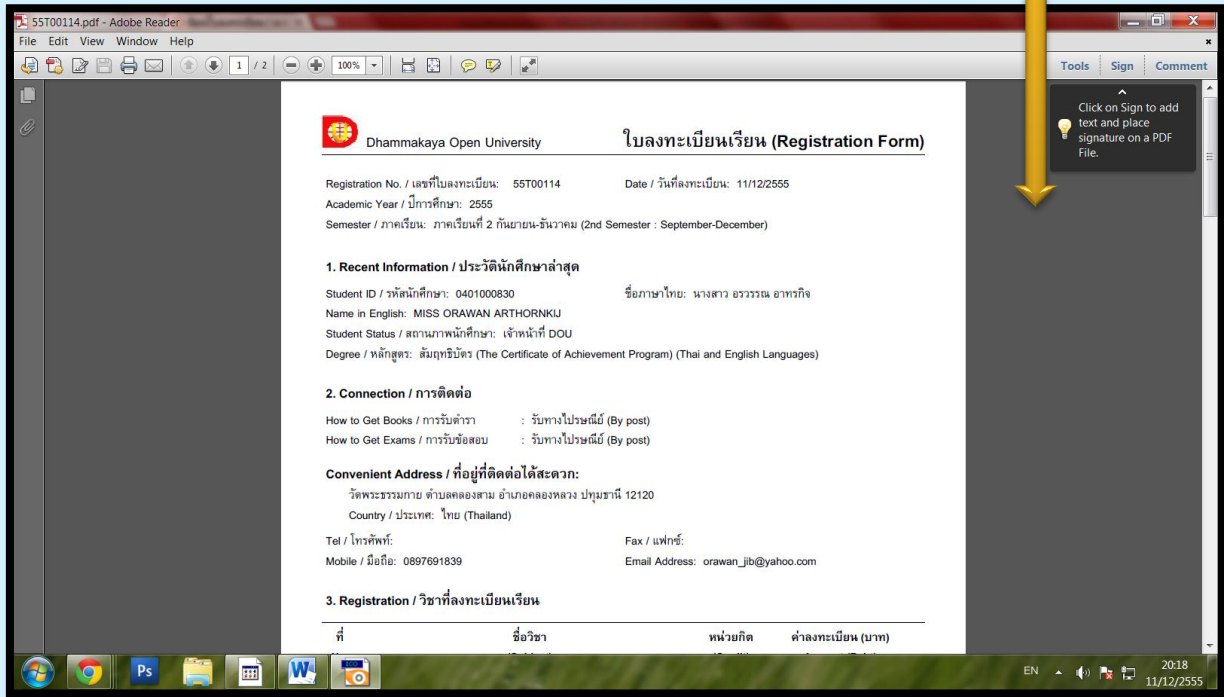 55T00114.pdf - Adobe Reader
File Edit View Window Help
1 / 2 100% Tools Sign Comment
Click on Sign to add
text and place
signature on a PDF
File.
Dhammakaya Open University ใบลงทะเบียนเรียน (Registration Form)
Registration No. / เลขที่ใบลงทะเบียน: 55T00114 Date / วันที่ลงทะเบียน: 11/12/2555
Academic Year / ปีการศึกษา: 2555
Semester / ภาคเรียน: ภาคเรียนที่ 2 กันยายน-ธันวาคม (2nd Semester : September-December)
1. Recent Information / ประวัตินักศึกษาล่าสุด
Student ID / รหัสนักศึกษา: 0401000830 ชื่อภาษาไทย: นางสาว อรวรรณ อาทรกิจ
Name in English: MISS ORAWAN ARTHORNKIJ
Student Status / สถานภาพนักศึกษา: เจ้าหน้าที่ DOU
Degree / หลักสูตร: สัมฤทธิบัตร (The Certificate of Achievement Program) (Thai and English Languages)
2. Connection / การติดต่อ
How to Get Books / การรับตำรา : รับทางไปรษณีย์ (By post)
How to Get Exams / การรับข้อสอบ : รับทางไปรษณีย์ (By post)
Convenient Address / ที่อยู่ที่ติดต่อได้สะดวก:
วัดพระธรรมกาย ตำบลคลองสาม อำเภอคลองหลวง ปทุมธานี 12120
Country / ประเทศ: ไทย (Thailand)
Tel / โทรศัพท์: Fax / แฟกซ์:
Mobile / มือถือ: 0897691839 Email Address: orawan_jib@yahoo.com
3. Registration / วิชาที่ลงทะเบียนเรียน
ที่ ชื่อวิชา หน่วยกิต ค่าลงทะเบียน (บาท)
Ps W EN 20:18
11/12/2555